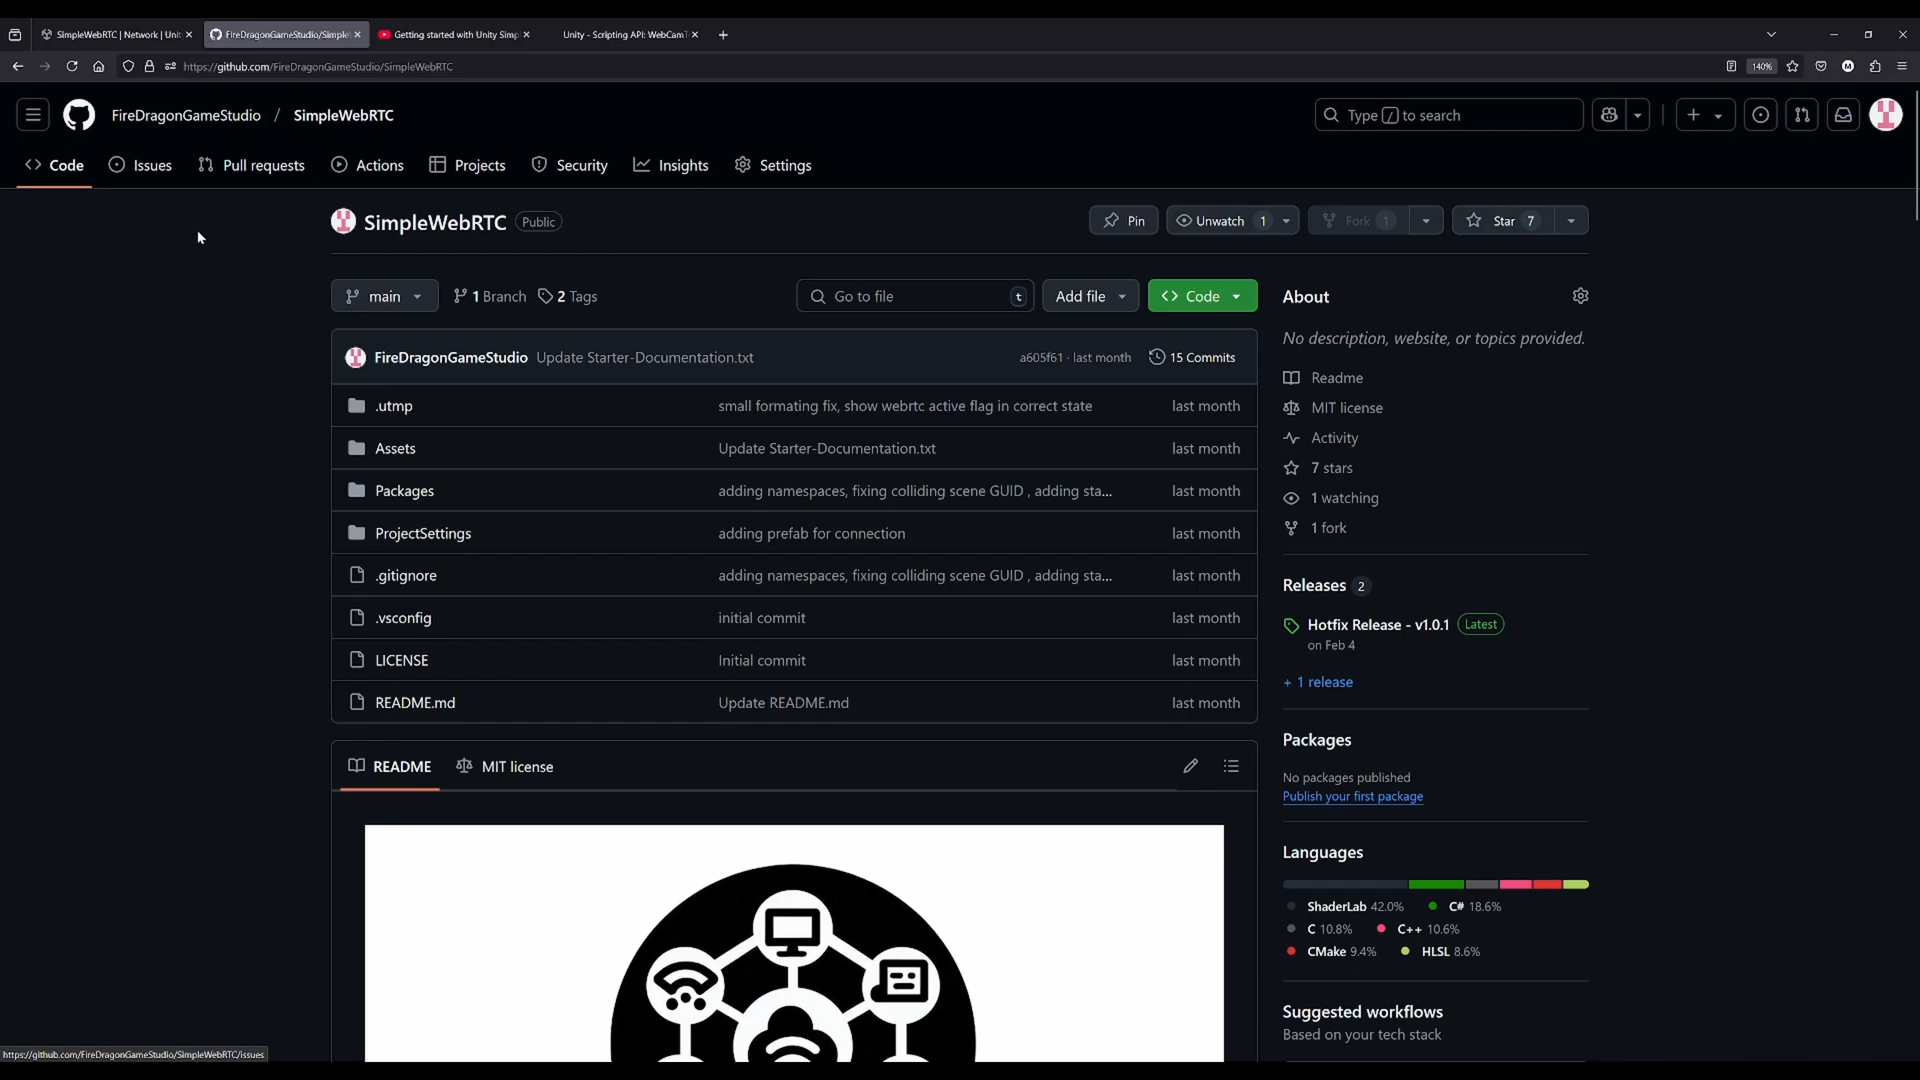 SimpleWebRTC | Network | Unit
FireDragonGameStudio/Simple
Getting started with Unity Simp
Unity - Scripting API: WebCamT
https://github.com/FireDragonGameStudio/SimpleWebRTC
140%
FireDragonGameStudio / SimpleWebRTC
Type / to search
Code
Issues
Pull requests
Actions
Projects
Security
Insights
Settings
SimpleWebRTC Public
Pin
Unwatch 1
Fork 1
Star 7
main
1 Branch
2 Tags
Go to file t
Add file
Code
About
No description, website, or topics provided.
FireDragonGameStudio Update Starter-Documentation.txt a605f61 · last month 15 Commits
Readme
.utmp small formating fix, show webrtc active flag in correct state last month
MIT license
Activity
Assets Update Starter-Documentation.txt last month
7 stars
Packages adding namespaces, fixing colliding scene GUID , adding sta... last month
1 watching
ProjectSettings adding prefab for connection last month
1 fork
.gitignore adding namespaces, fixing colliding scene GUID , adding sta... last month
Releases 2
.vsconfig initial commit last month
Hotfix Release - v1.0.1 Latest
on Feb 4
LICENSE Initial commit last month
+ 1 release
README.md Update README.md last month
Packages
README
MIT license
No packages published
Publish your first package
Languages
ShaderLab 42.0% C# 18.6%
C 10.8% C++ 10.6%
CMake 9.4% HLSL 8.6%
Suggested workflows
Based on your tech stack
https://github.com/FireDragonGameStudio/SimpleWebRTC/issues